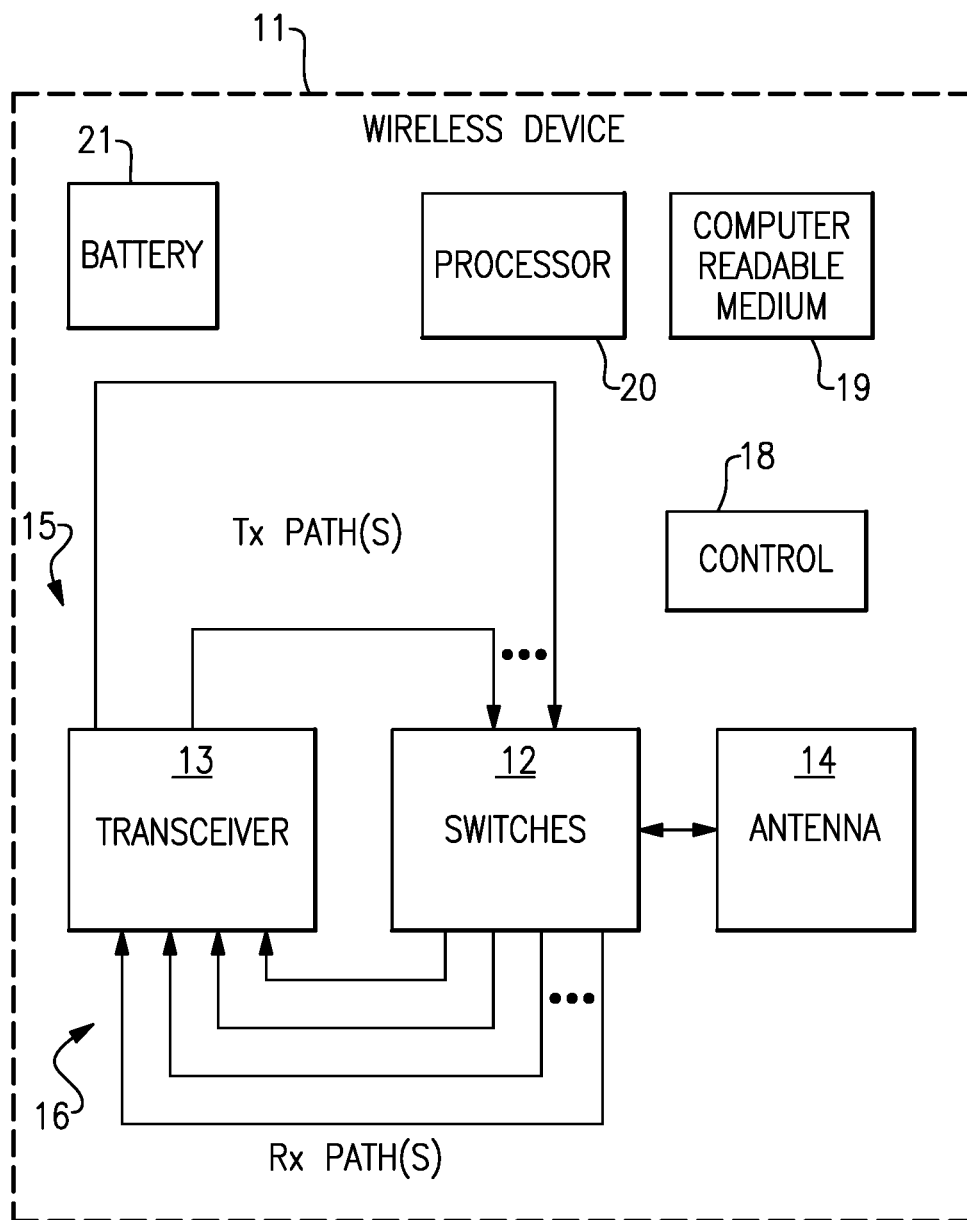 11
WIRELESS DEVICE
21
BATTERY
PROCESSOR
20
COMPUTER
READABLE
MEDIUM
19
18
CONTROL
15
Tx PATH(S)
13
TRANSCEIVER
12
SWITCHES
14
ANTENNA
16
Rx PATH(S)